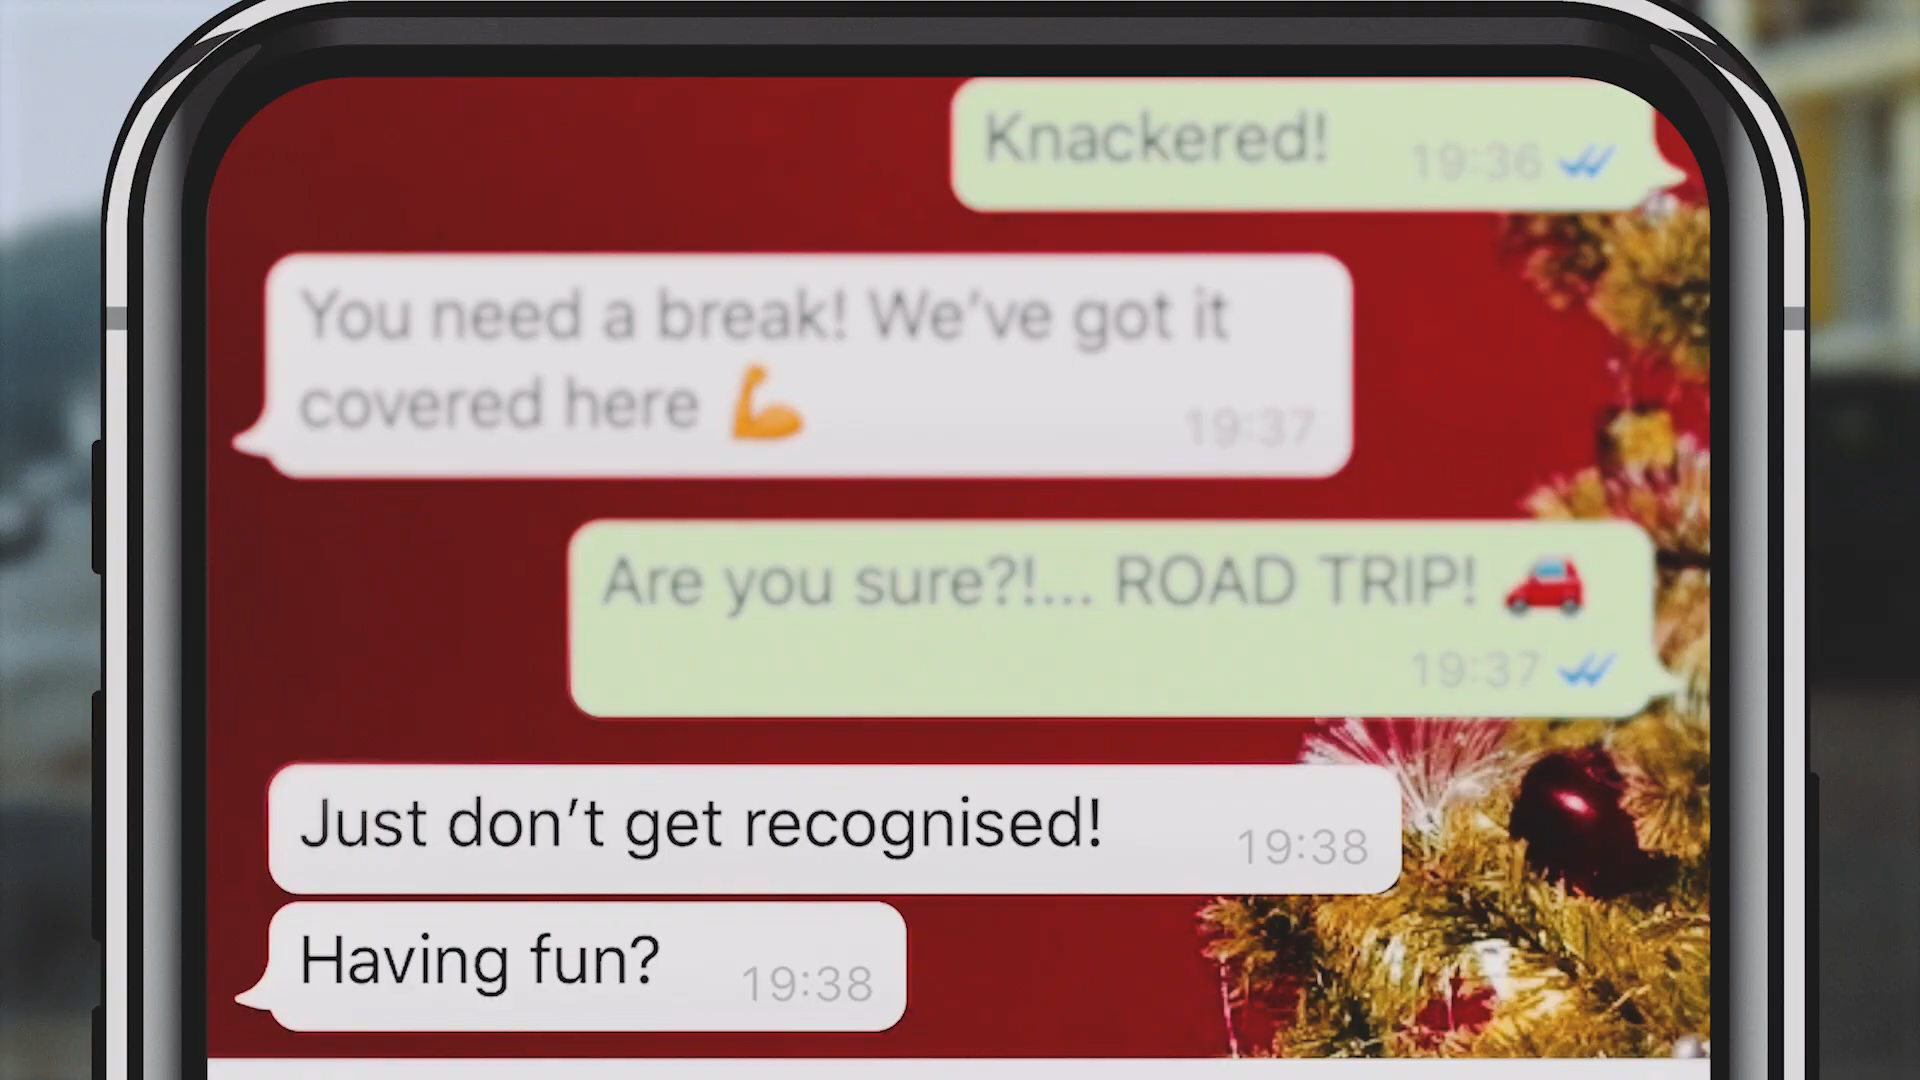 Knackered!
19:36
You need a break! We’ve got it
covered here 💪
19:37
Are you sure?!... ROAD TRIP! 🚗
19:37
Just don’t get recognised!
19:38
Having fun?
19:38